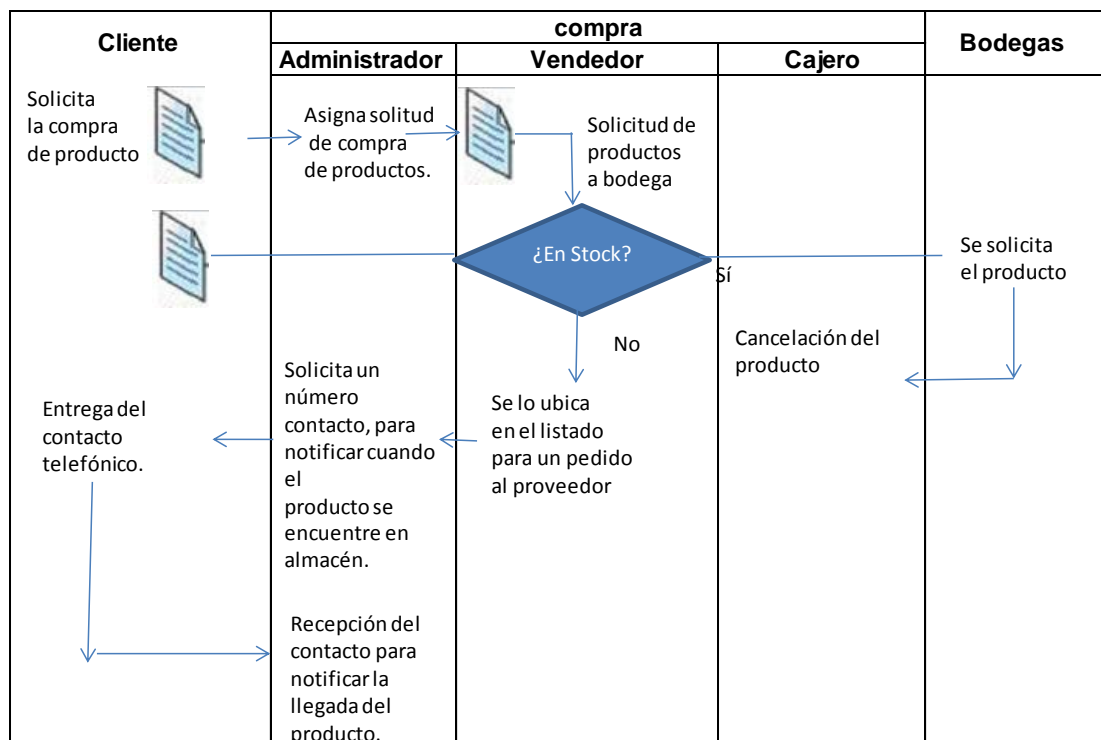 Cliente
compra
Bodegas
Administrador
Vendedor
Cajero
Solicita
la compra
de producto
Asigna solitud
de compra
de productos.
Solicitud de
productos
a bodega
¿En Stock?
Sí
Se solicita
el producto
No
Cancelación del
producto
Solicita un
número
contacto, para
notificar cuando
el
producto se
encuentre en
almacén.
Se lo ubica
en el listado
para un pedido
al proveedor
Entrega del
contacto
telefónico.
Recepción del
contacto para
notificar la
llegada del
producto.